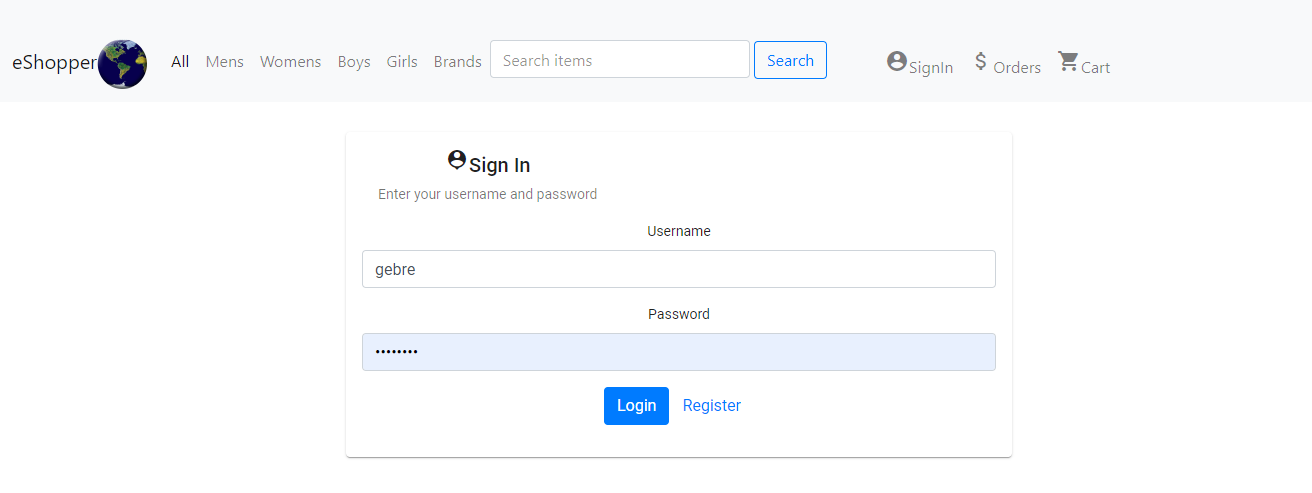 eShopper All Mens Womens Boys Girls Brands Search items Search SignIn $ Orders Cart
Sign In
Enter your username and password
Username
gebre
Password
••••••••
Login Register